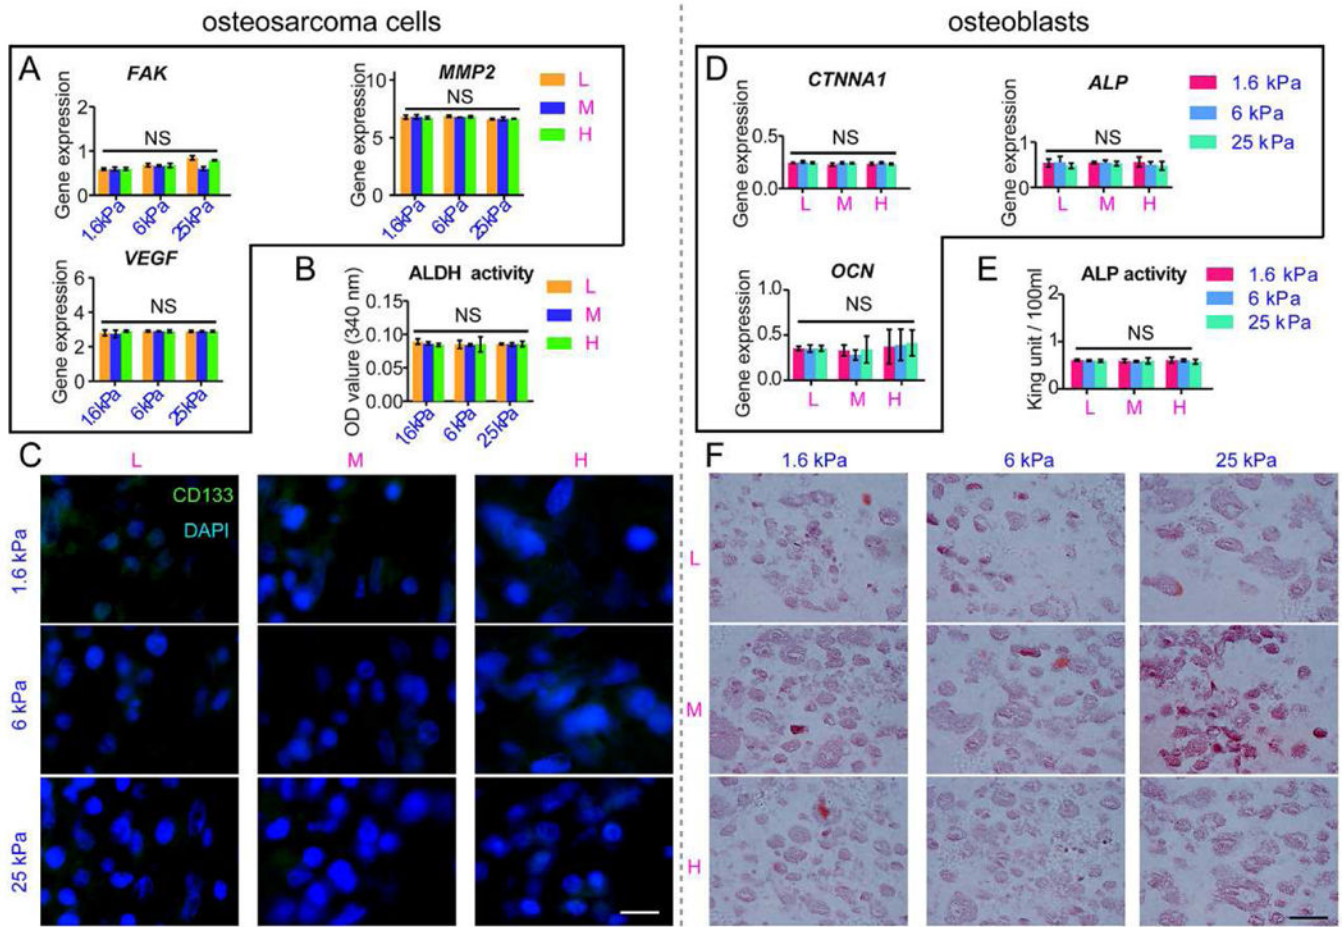 osteosarcoma cells
osteoblasts
A
FAK
Gene expression
2
1
0
NS
1.6kPa
6kPa
25kPa
MMP2
Gene expression
10
5
0
NS
1.6kPa
6kPa
25kPa
L
M
H
VEGF
Gene expression
6
4
2
0
NS
1.6kPa
6kPa
25kPa
B
ALDH activity
OD valure (340 nm)
0.15
0.10
0.05
0.00
NS
16kPa
6kPa
25kPa
L
M
H
C
L
M
H
CD133
DAPI
1.6 kPa
6 kPa
25 kPa
D
CTNNA1
Gene expression
0.5
0.0
NS
L
M
H
ALP
Gene expression
1
0
NS
L
M
H
1.6 kPa
6 kPa
25 kPa
OCN
Gene expression
1.0
0.5
0.0
NS
L
M
H
E
ALP activity
King unit / 100ml
2
1
0
NS
L
M
H
1.6 kPa
6 kPa
25 kPa
F
1.6 kPa
6 kPa
25 kPa
L
M
H